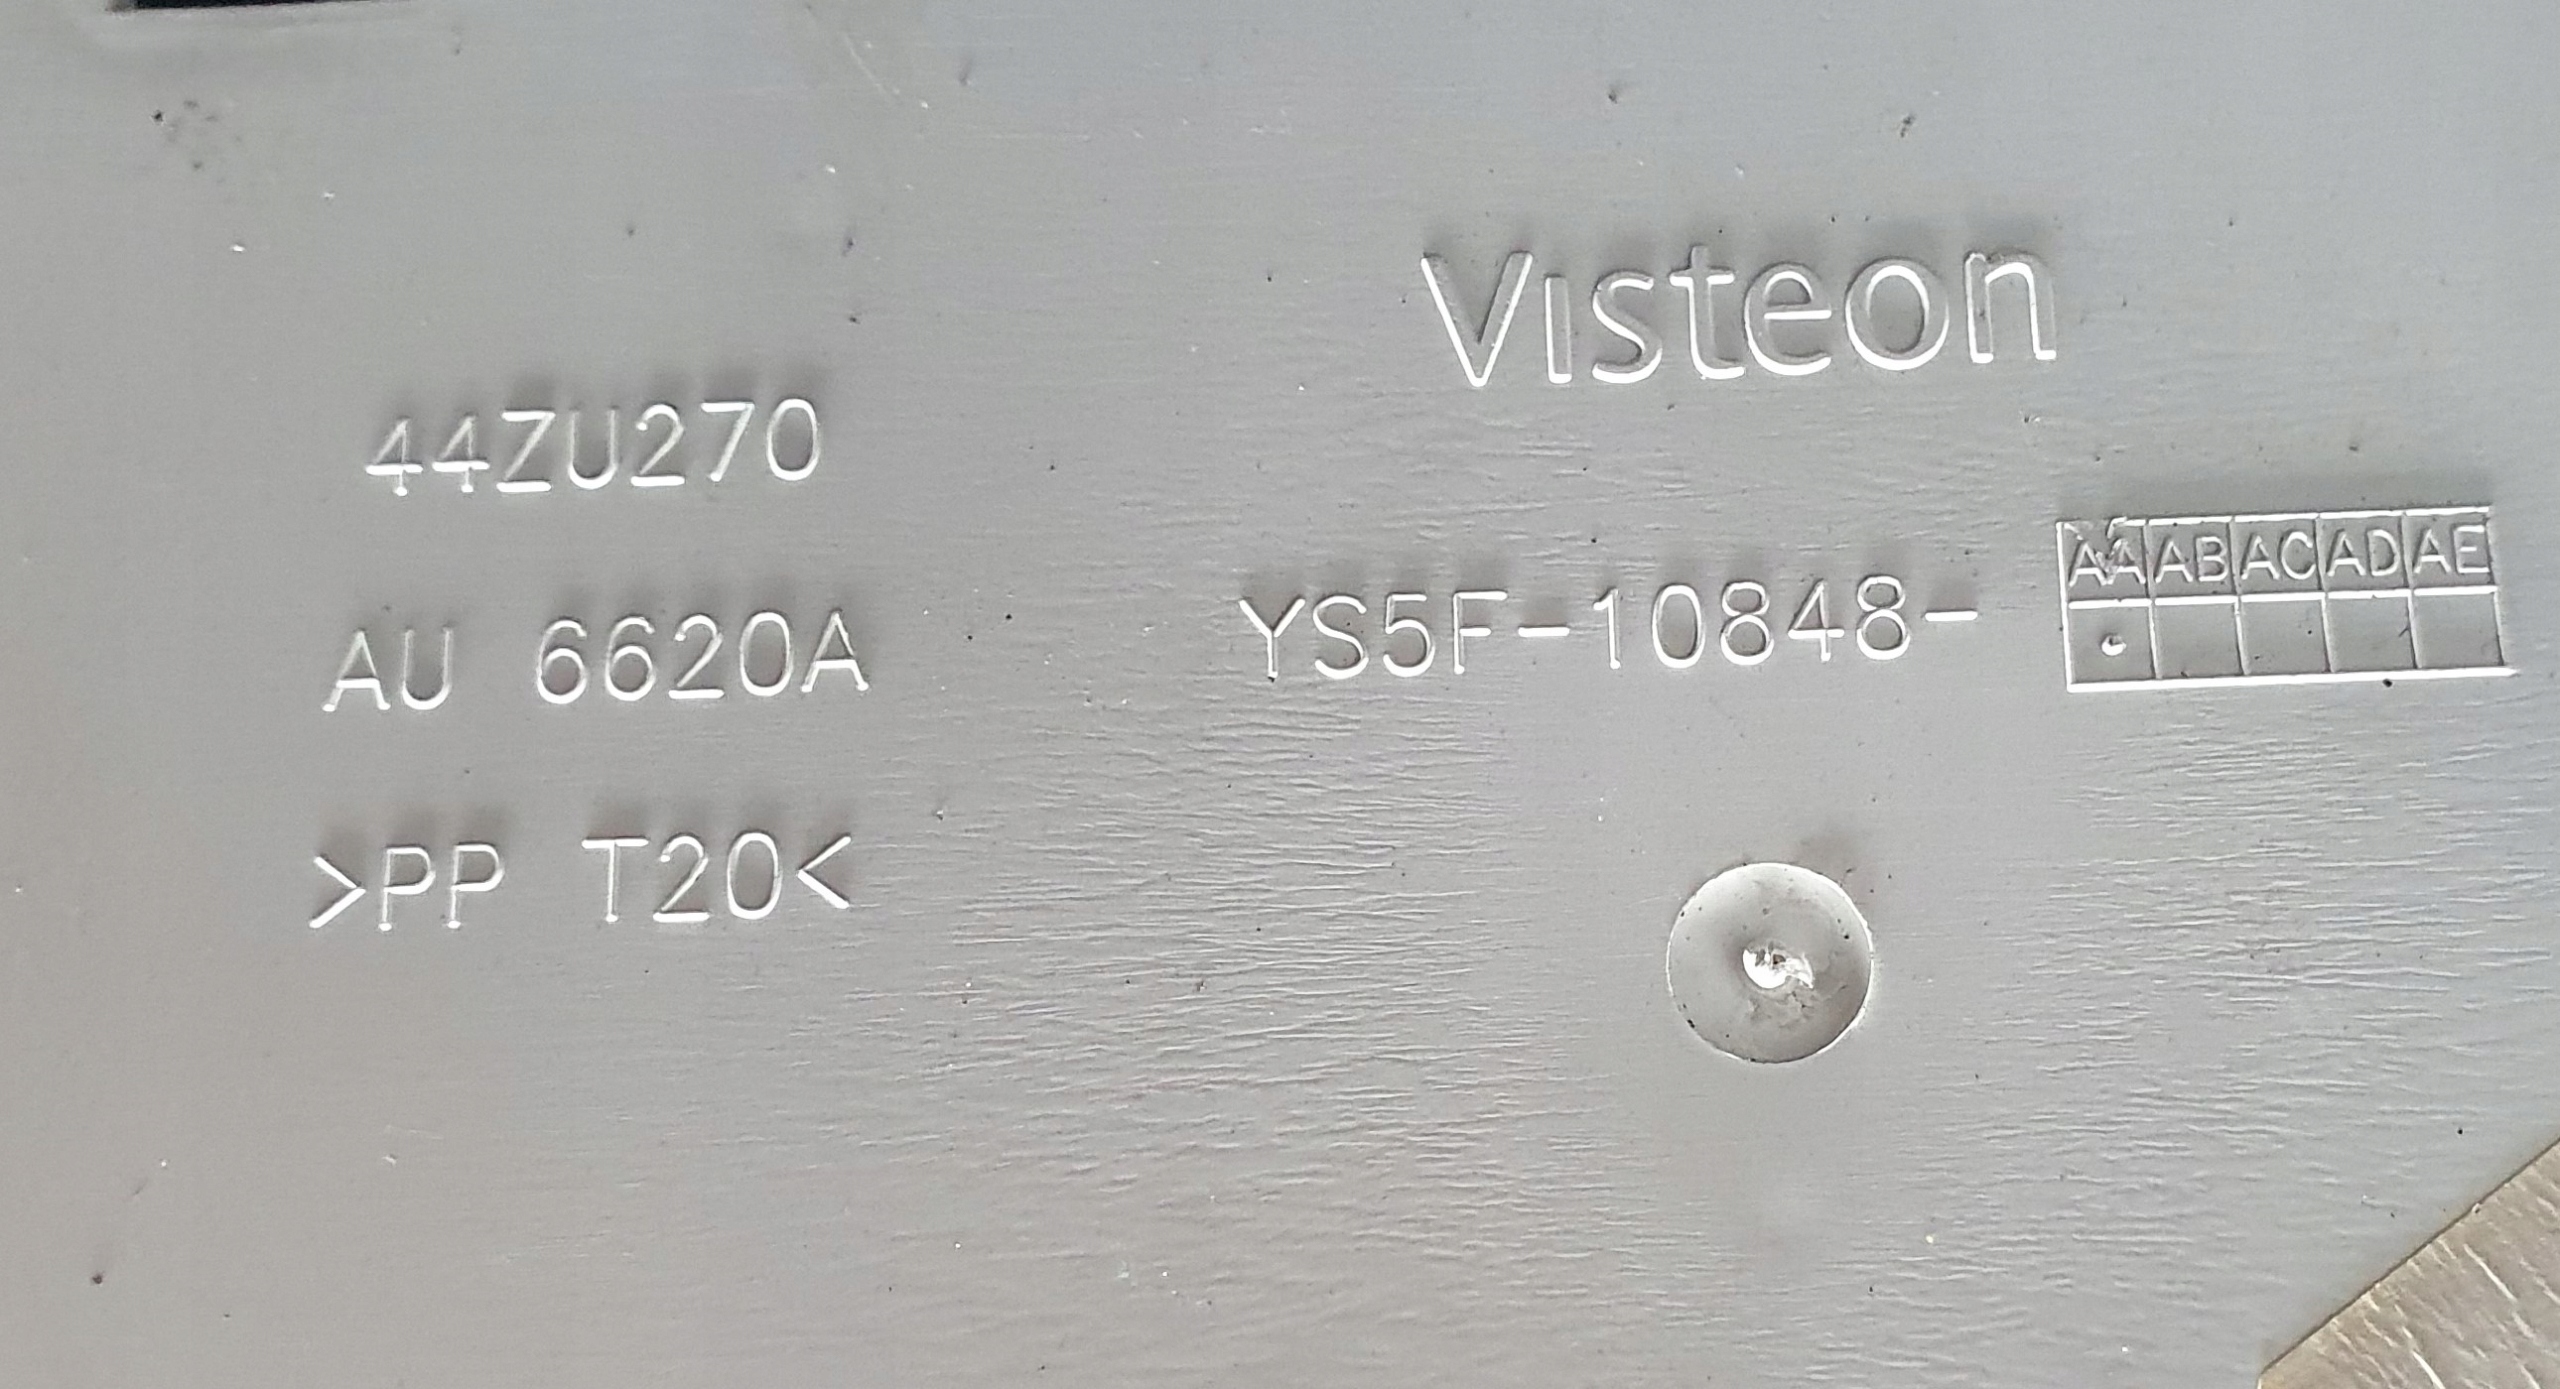 Visteon
44ZU270
AU 6620A
>PP T20<
YS5F-10848-
AA AB AC AD AE